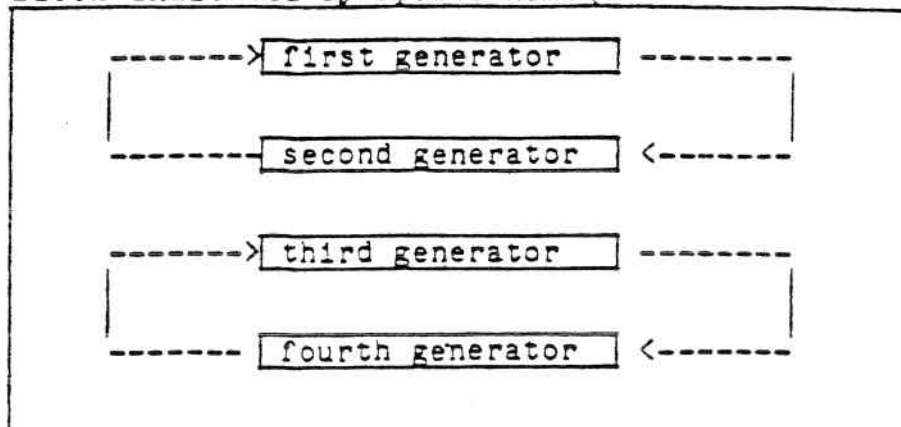 first generator
second generator
third generator
fourth generator